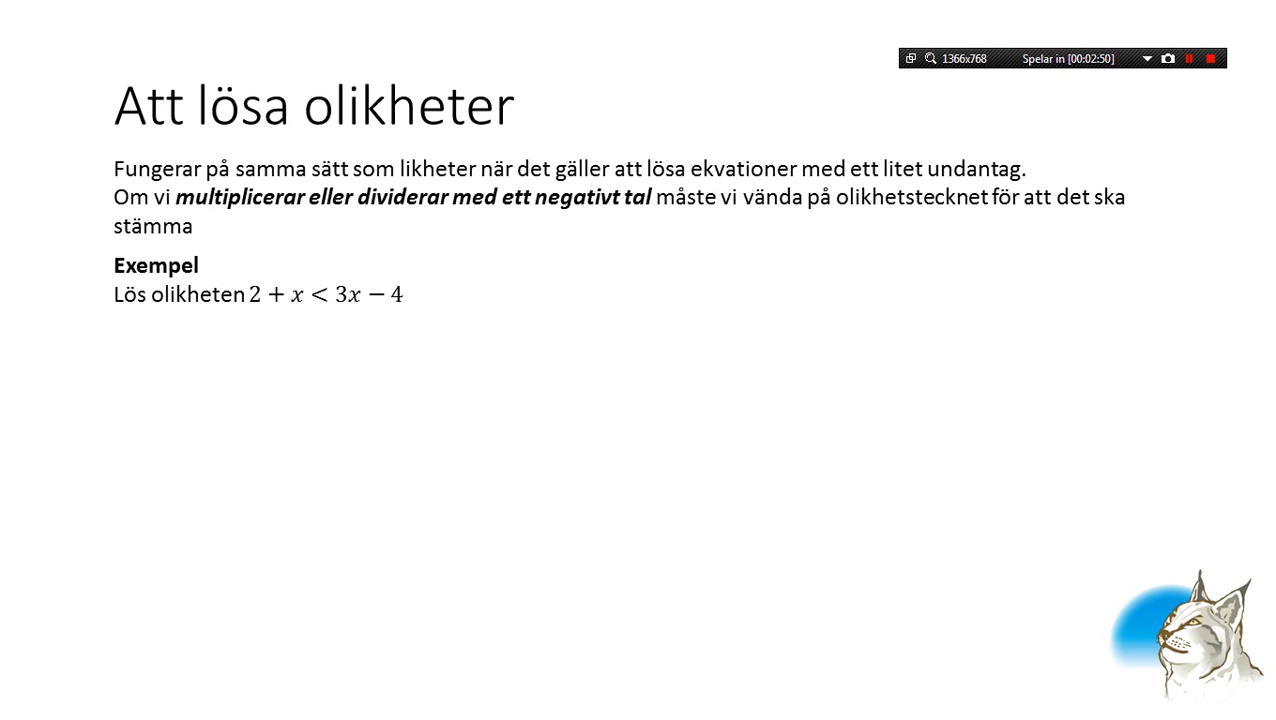 1366x768 Spelar in [00:02:50]
Att lösa olikheter
Fungerar på samma sätt som likheter när det gäller att lösa ekvationer med ett litet undantag.
Om vi multiplicerar eller dividerar med ett negativt tal måste vi vända på olikhetstecknet för att det ska
stämma
Exempel
Lös olikheten 2 + x < 3x − 4